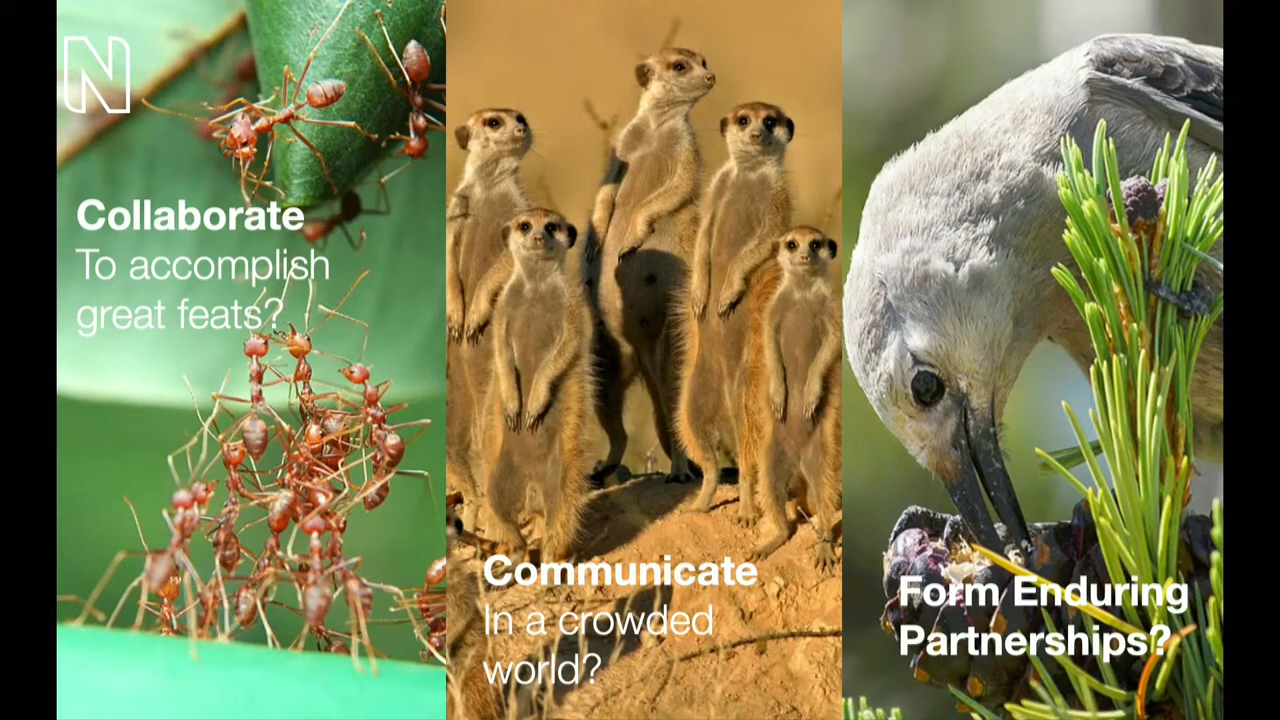 N
Collaborate
To accomplish
great feats?
Communicate
In a crowded
world?
Form Enduring
Partnerships?